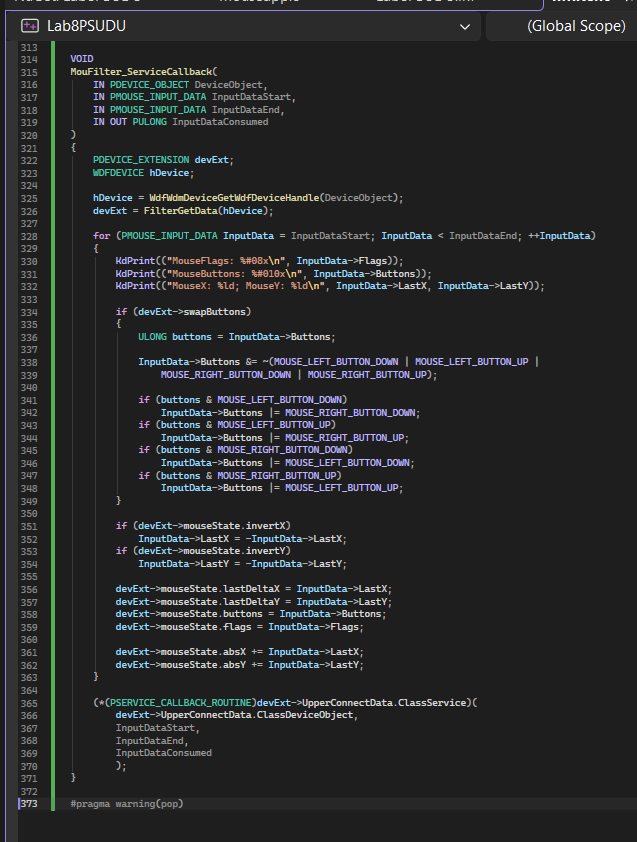 Lab8PSUDU (Global Scope)
313
314 VOID
315 MouFilter_ServiceCallback(
316 IN PDEVICE_OBJECT DeviceObject,
317 IN PMOUSE_INPUT_DATA InputDataStart,
318 IN PMOUSE_INPUT_DATA InputDataEnd,
319 IN OUT PULONG InputDataConsumed
320 )
321 {
322 PDEVICE_EXTENSION devExt;
323 WDFDEVICE hDevice;
324
325 hDevice = WdfWdmDeviceGetWdfDeviceHandle(DeviceObject);
326 devExt = FilterGetData(hDevice);
327
328 for (PMOUSE_INPUT_DATA InputData = InputDataStart; InputData < InputDataEnd; ++InputData)
329 {
330 KdPrint(("MouseFlags: %#08x\n", InputData->Flags));
331 KdPrint(("MouseButtons: %#010x\n", InputData->Buttons));
332 KdPrint(("MouseX: %ld; MouseY: %ld\n", InputData->LastX, InputData->LastY));
333
334 if (devExt->swapButtons)
335 {
336 ULONG buttons = InputData->Buttons;
337
338 InputData->Buttons &= ~(MOUSE_LEFT_BUTTON_DOWN | MOUSE_LEFT_BUTTON_UP |
339 MOUSE_RIGHT_BUTTON_DOWN | MOUSE_RIGHT_BUTTON_UP);
340
341 if (buttons & MOUSE_LEFT_BUTTON_DOWN)
342 InputData->Buttons |= MOUSE_RIGHT_BUTTON_DOWN;
343 if (buttons & MOUSE_LEFT_BUTTON_UP)
344 InputData->Buttons |= MOUSE_RIGHT_BUTTON_UP;
345 if (buttons & MOUSE_RIGHT_BUTTON_DOWN)
346 InputData->Buttons |= MOUSE_LEFT_BUTTON_DOWN;
347 if (buttons & MOUSE_RIGHT_BUTTON_UP)
348 InputData->Buttons |= MOUSE_LEFT_BUTTON_UP;
349 }
350
351 if (devExt->mouseState.invertX)
352 InputData->LastX = -InputData->LastX;
353 if (devExt->mouseState.invertY)
354 InputData->LastY = -InputData->LastY;
355
356 devExt->mouseState.lastDeltaX = InputData->LastX;
357 devExt->mouseState.lastDeltaY = InputData->LastY;
358 devExt->mouseState.buttons = InputData->Buttons;
359 devExt->mouseState.flags = InputData->Flags;
360
361 devExt->mouseState.absX += InputData->LastX;
362 devExt->mouseState.absY += InputData->LastY;
363 }
364
365 (*(PSERVICE_CALLBACK_ROUTINE)devExt->UpperConnectData.ClassService)(
366 devExt->UpperConnectData.ClassDeviceObject,
367 InputDataStart,
368 InputDataEnd,
369 InputDataConsumed
370 );
371 }
372
373 #pragma warning(pop)